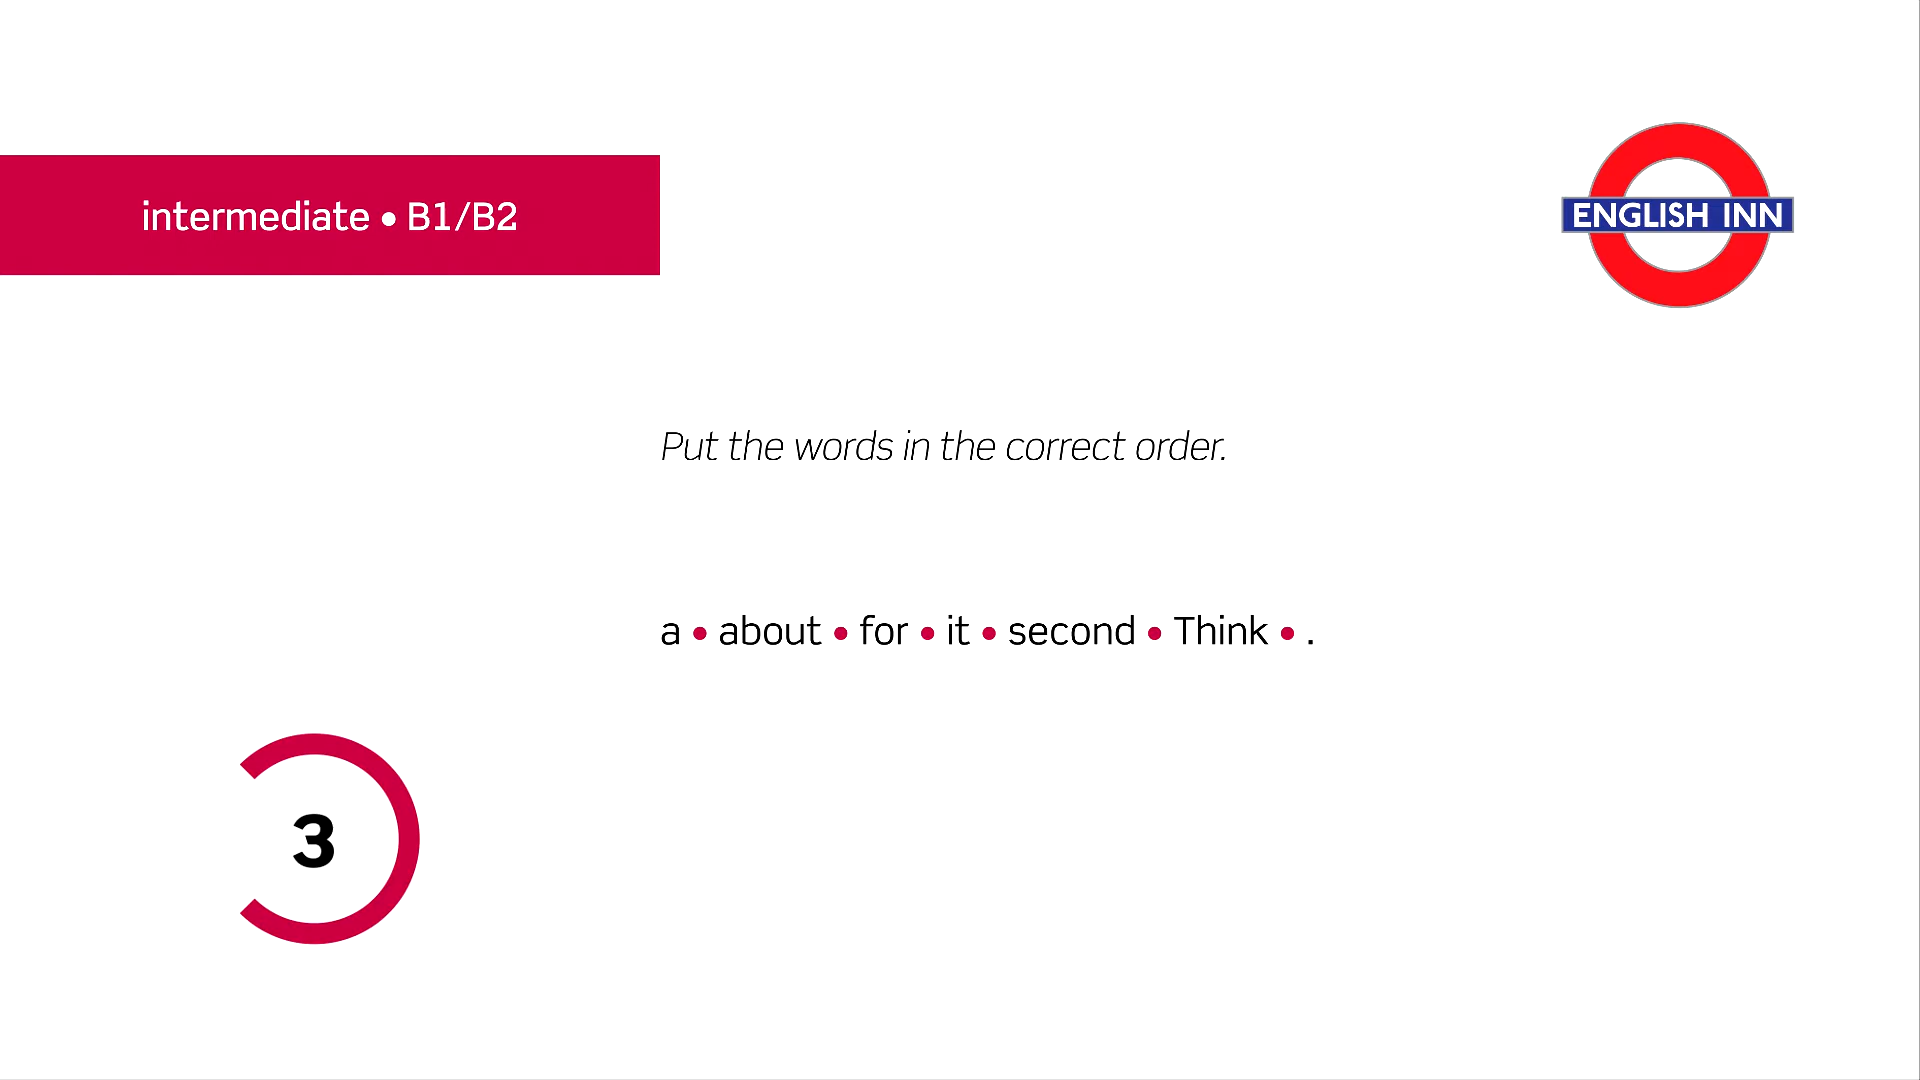 intermediate • B1/B2
ENGLISH INN
Put the words in the correct order.
a • about • for • it • second • Think • .
3